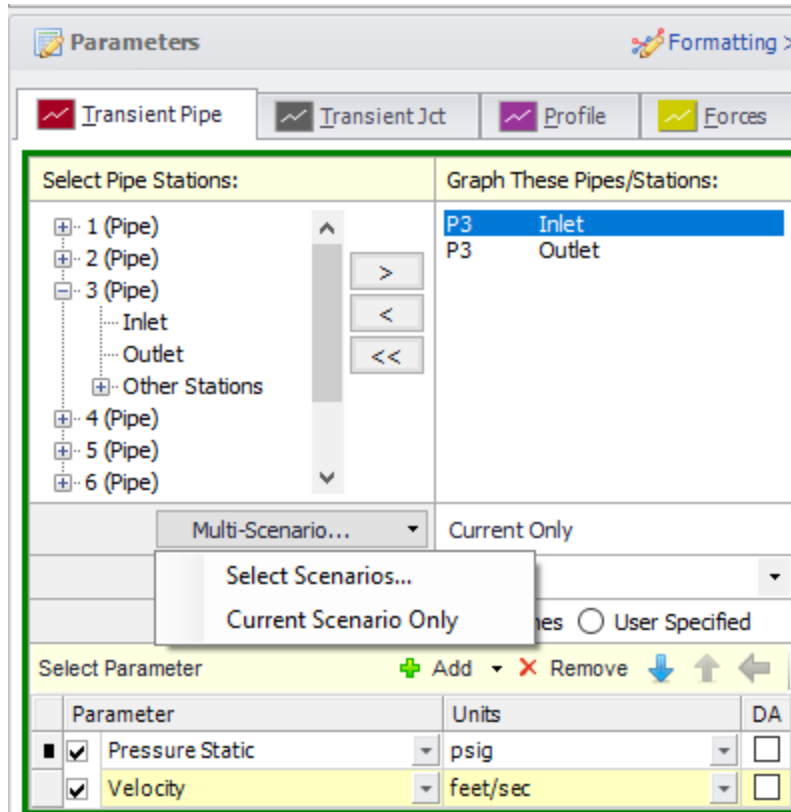 Parameters Formatting >
Transient Pipe Transient Jct Profile Forces
Select Pipe Stations: Graph These Pipes/Stations:
1 (Pipe) P3 Inlet
2 (Pipe) P3 Outlet
>
3 (Pipe)
Inlet <
Outlet <<
Other Stations
4 (Pipe)
5 (Pipe)
6 (Pipe)
Multi-Scenario... Current Only
Select Scenarios...
Current Scenario Only User Specified
Select Parameter Add Remove
Parameter Units DA
Pressure Static psig
Velocity feet/sec